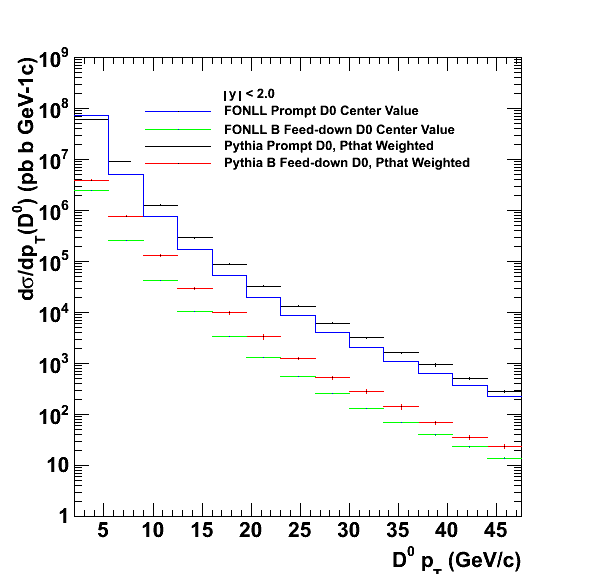 |y| < 2.0
FONLL Prompt D0 Center Value
FONLL B Feed-down D0 Center Value
Pythia Prompt D0, Pthat Weighted
Pythia B Feed-down D0, Pthat Weighted
dσ/dp_T(D^0) (pb b GeV-1c)
10^9
10^8
10^7
10^6
10^5
10^4
10^3
10^2
10
1
5 10 15 20 25 30 35 40 45
D^0 p_T (GeV/c)